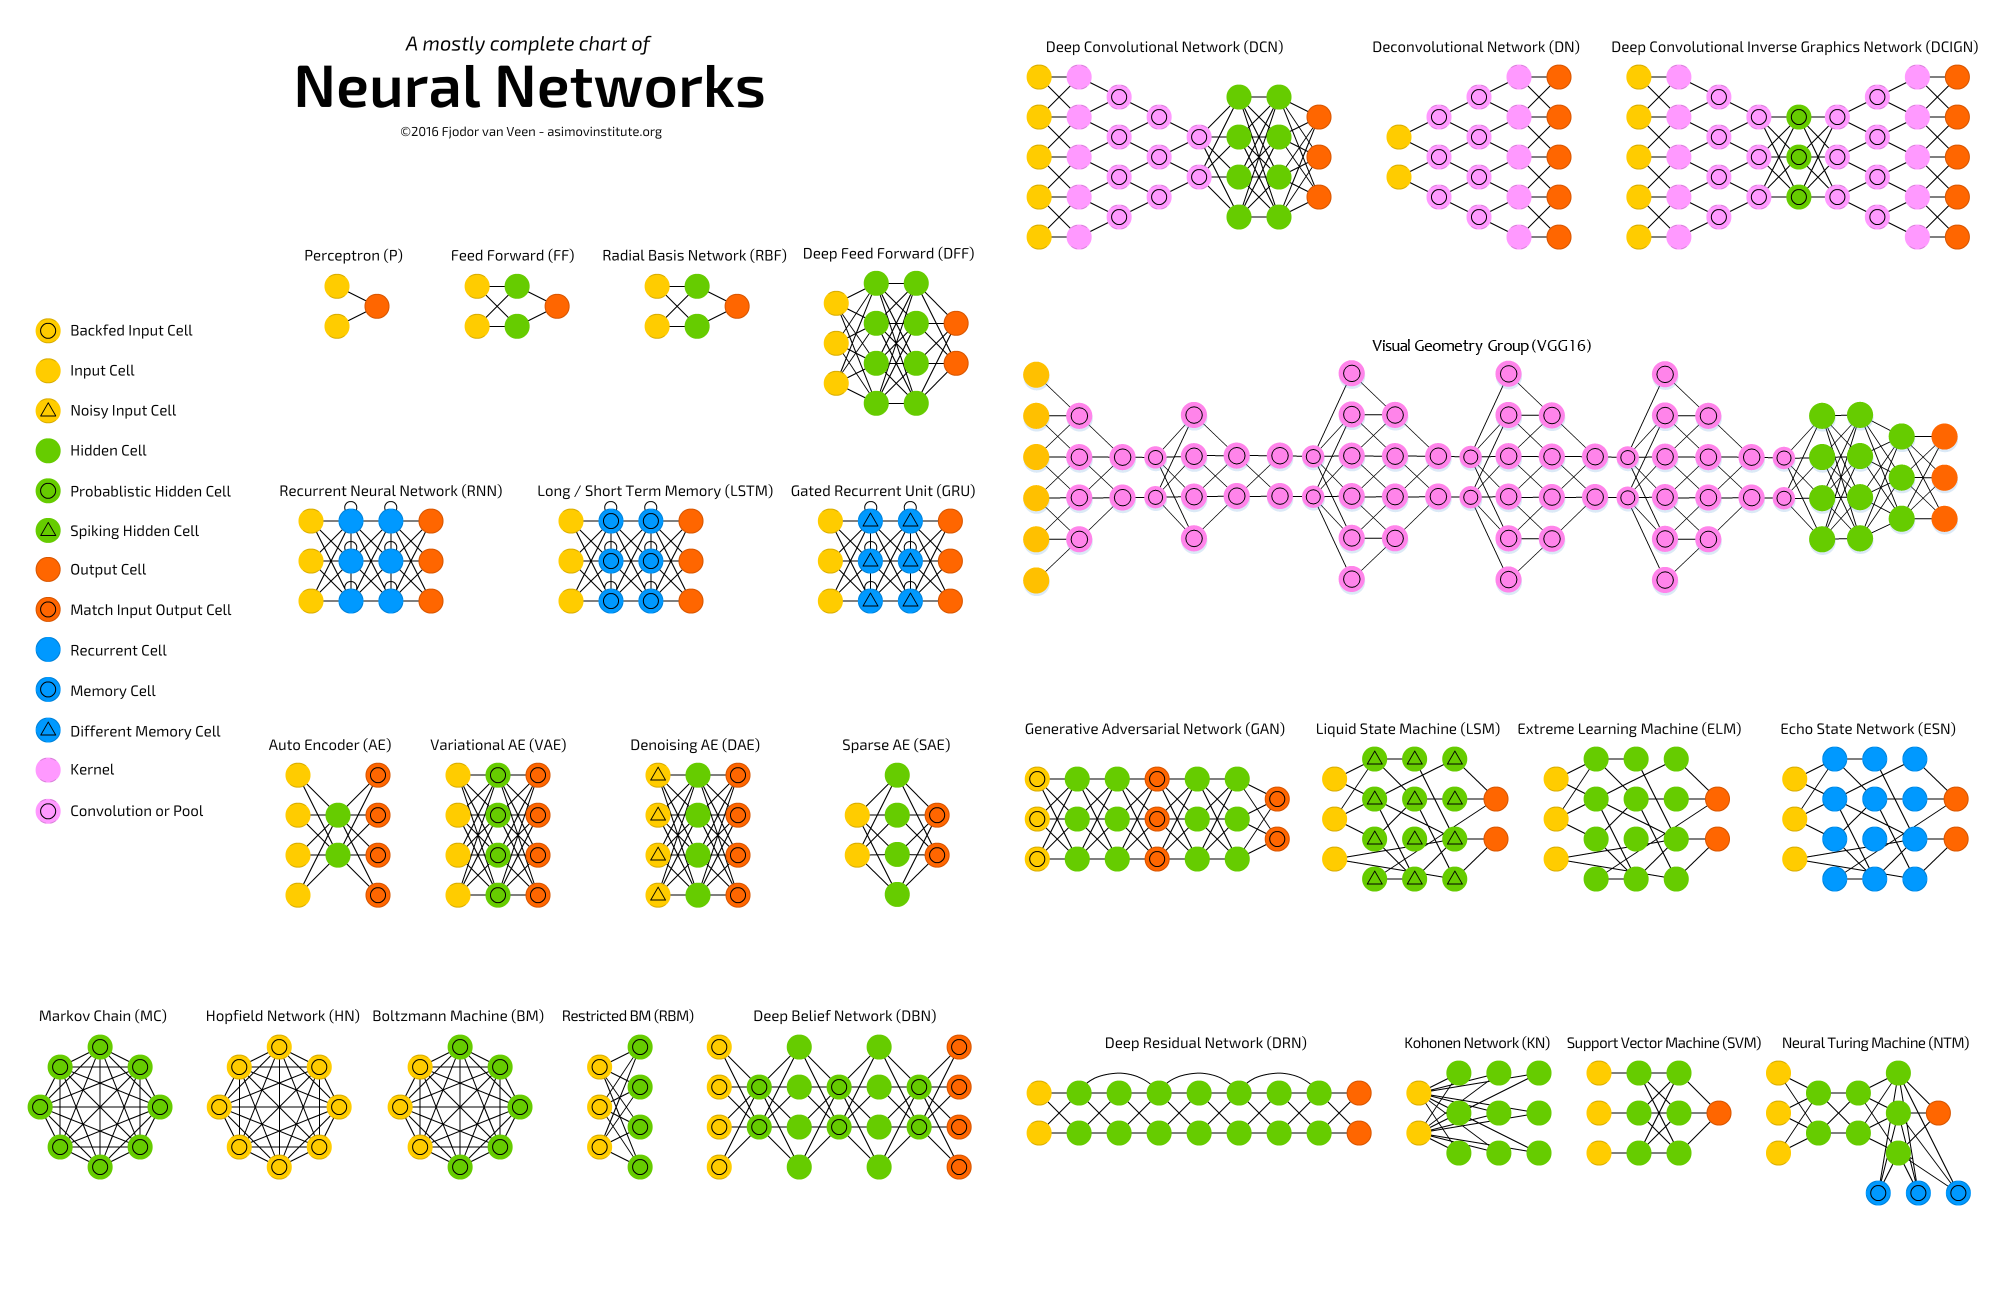 A mostly complete chart of
Neural Networks
©2016 Fjodor van Veen - asimovinstitute.org
Deep Convolutional Network (DCN)
Deconvolutional Network (DN)
Deep Convolutional Inverse Graphics Network (DCIGN)
Perceptron (P)
Feed Forward (FF)
Radial Basis Network (RBF)
Deep Feed Forward (DFF)
Backfed Input Cell
Input Cell
Noisy Input Cell
Hidden Cell
Probablistic Hidden Cell
Spiking Hidden Cell
Output Cell
Match Input Output Cell
Recurrent Cell
Memory Cell
Different Memory Cell
Kernel
Convolution or Pool
Visual Geometry Group (VGG16)
Recurrent Neural Network (RNN)
Long / Short Term Memory (LSTM)
Gated Recurrent Unit (GRU)
Auto Encoder (AE)
Variational AE (VAE)
Denoising AE (DAE)
Sparse AE (SAE)
Generative Adversarial Network (GAN)
Liquid State Machine (LSM)
Extreme Learning Machine (ELM)
Echo State Network (ESN)
Markov Chain (MC)
Hopfield Network (HN)
Boltzmann Machine (BM)
Restricted BM (RBM)
Deep Belief Network (DBN)
Deep Residual Network (DRN)
Kohonen Network (KN)
Support Vector Machine (SVM)
Neural Turing Machine (NTM)